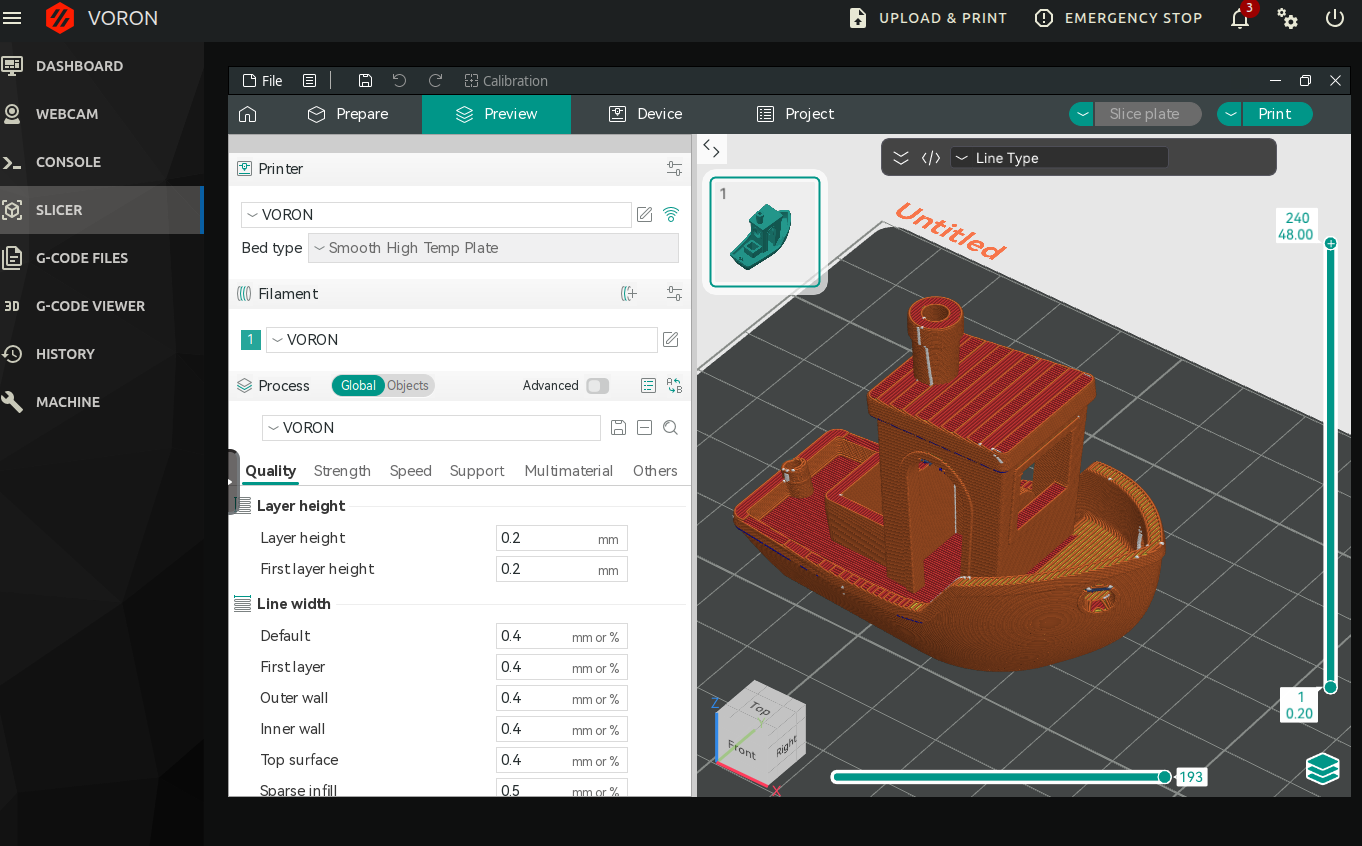 VORON
UPLOAD & PRINT
EMERGENCY STOP
3
DASHBOARD
WEBCAM
CONSOLE
SLICER
G-CODE FILES
3D G-CODE VIEWER
HISTORY
MACHINE
File
Calibration
Prepare
Preview
Device
Project
Slice plate
Print
Printer
VORON
Bed type Smooth High Temp Plate
Filament
1 VORON
Process Global Objects Advanced
VORON
Quality Strength Speed Support Multimaterial Others
Layer height
Layer height 0.2 mm
First layer height 0.2 mm
Line width
Default 0.4 mm or %
First layer 0.4 mm or %
Outer wall 0.4 mm or %
Inner wall 0.4 mm or %
Top surface 0.4 mm or %
Sparse infill 0.5 mm or %
Line Type
1
Untitled
240
48.00
1
0.20
193
Z
Top
Front
Right
X